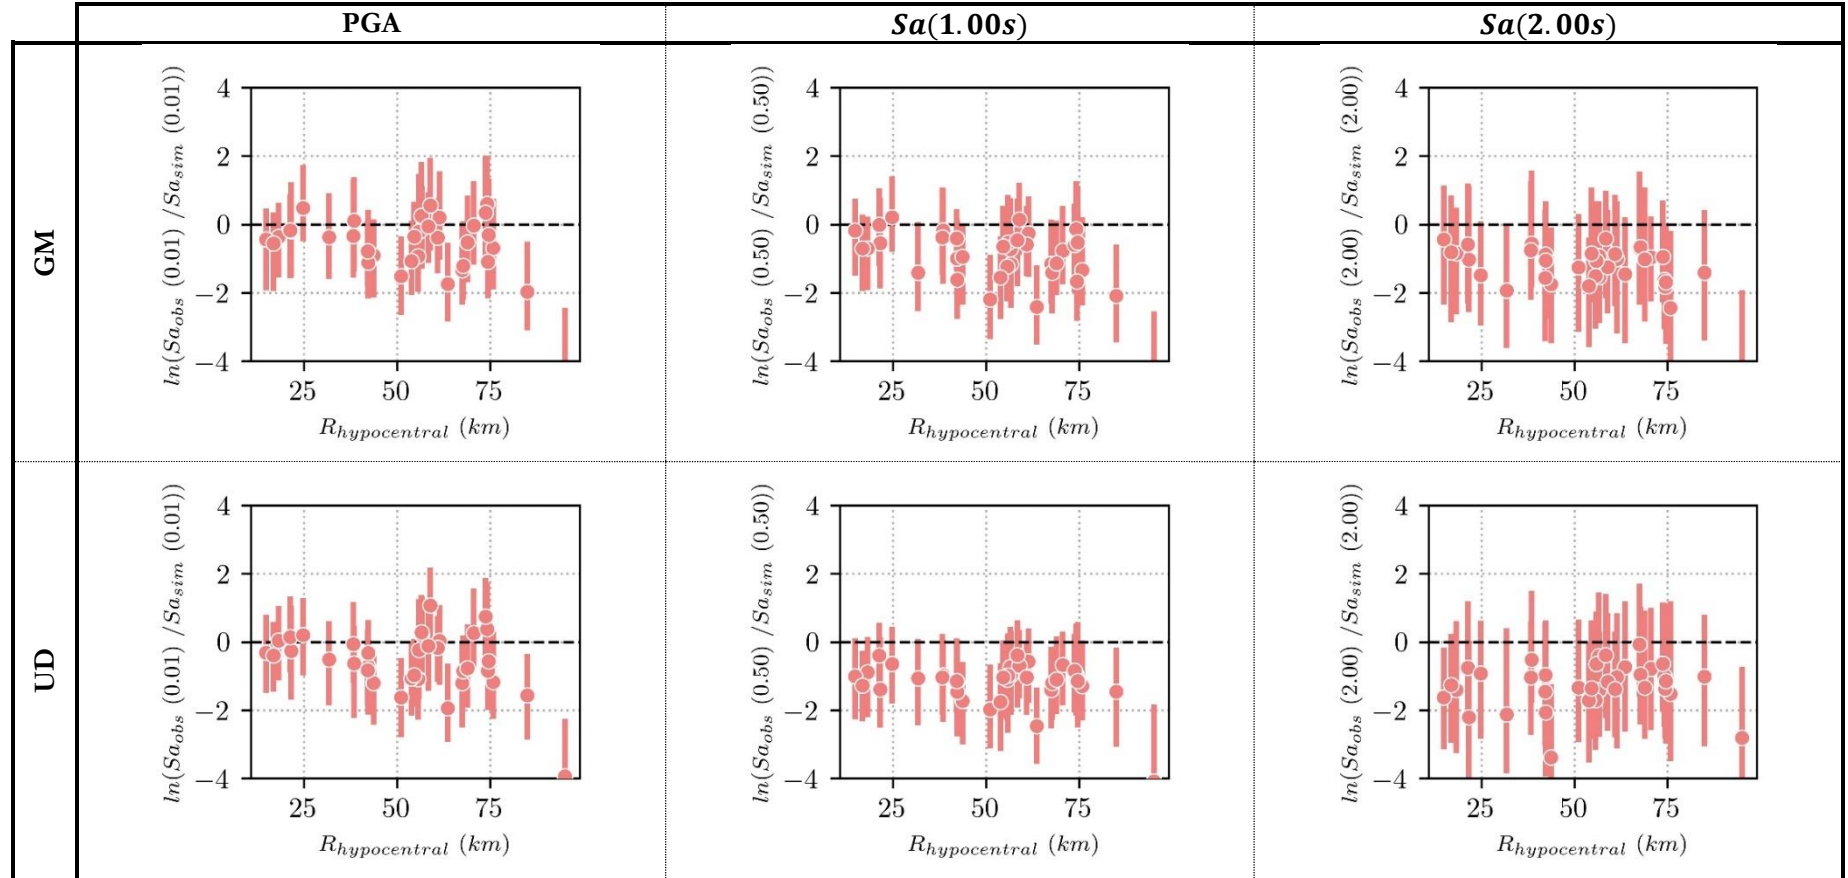 PGA
Sa(1.00s)
Sa(2.00s)
GM
ln(Sa_obs (0.01) /Sa_sim (0.01))
4
2
0
−2
−4
25 50 75
R_hypocentral (km)
ln(Sa_obs (0.50) /Sa_sim (0.50))
4
2
0
−2
−4
25 50 75
R_hypocentral (km)
ln(Sa_obs (2.00) /Sa_sim (2.00))
4
2
0
−2
−4
25 50 75
R_hypocentral (km)
UD
ln(Sa_obs (0.01) /Sa_sim (0.01))
4
2
0
−2
−4
25 50 75
R_hypocentral (km)
ln(Sa_obs (0.50) /Sa_sim (0.50))
4
2
0
−2
−4
25 50 75
R_hypocentral (km)
ln(Sa_obs (2.00) /Sa_sim (2.00))
4
2
0
−2
−4
25 50 75
R_hypocentral (km)